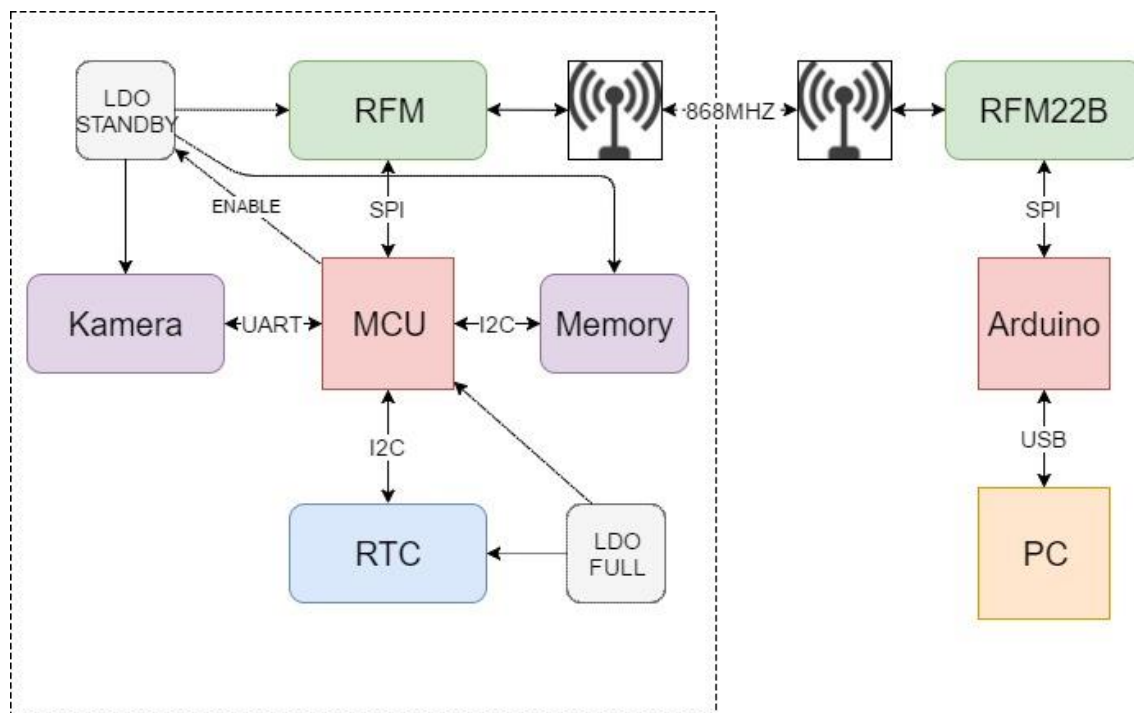 LDO
STANDBY
RFM
868MHZ
RFM22B
ENABLE
SPI
SPI
Kamera
UART
MCU
I2C
Memory
Arduino
I2C
USB
RTC
LDO
FULL
PC